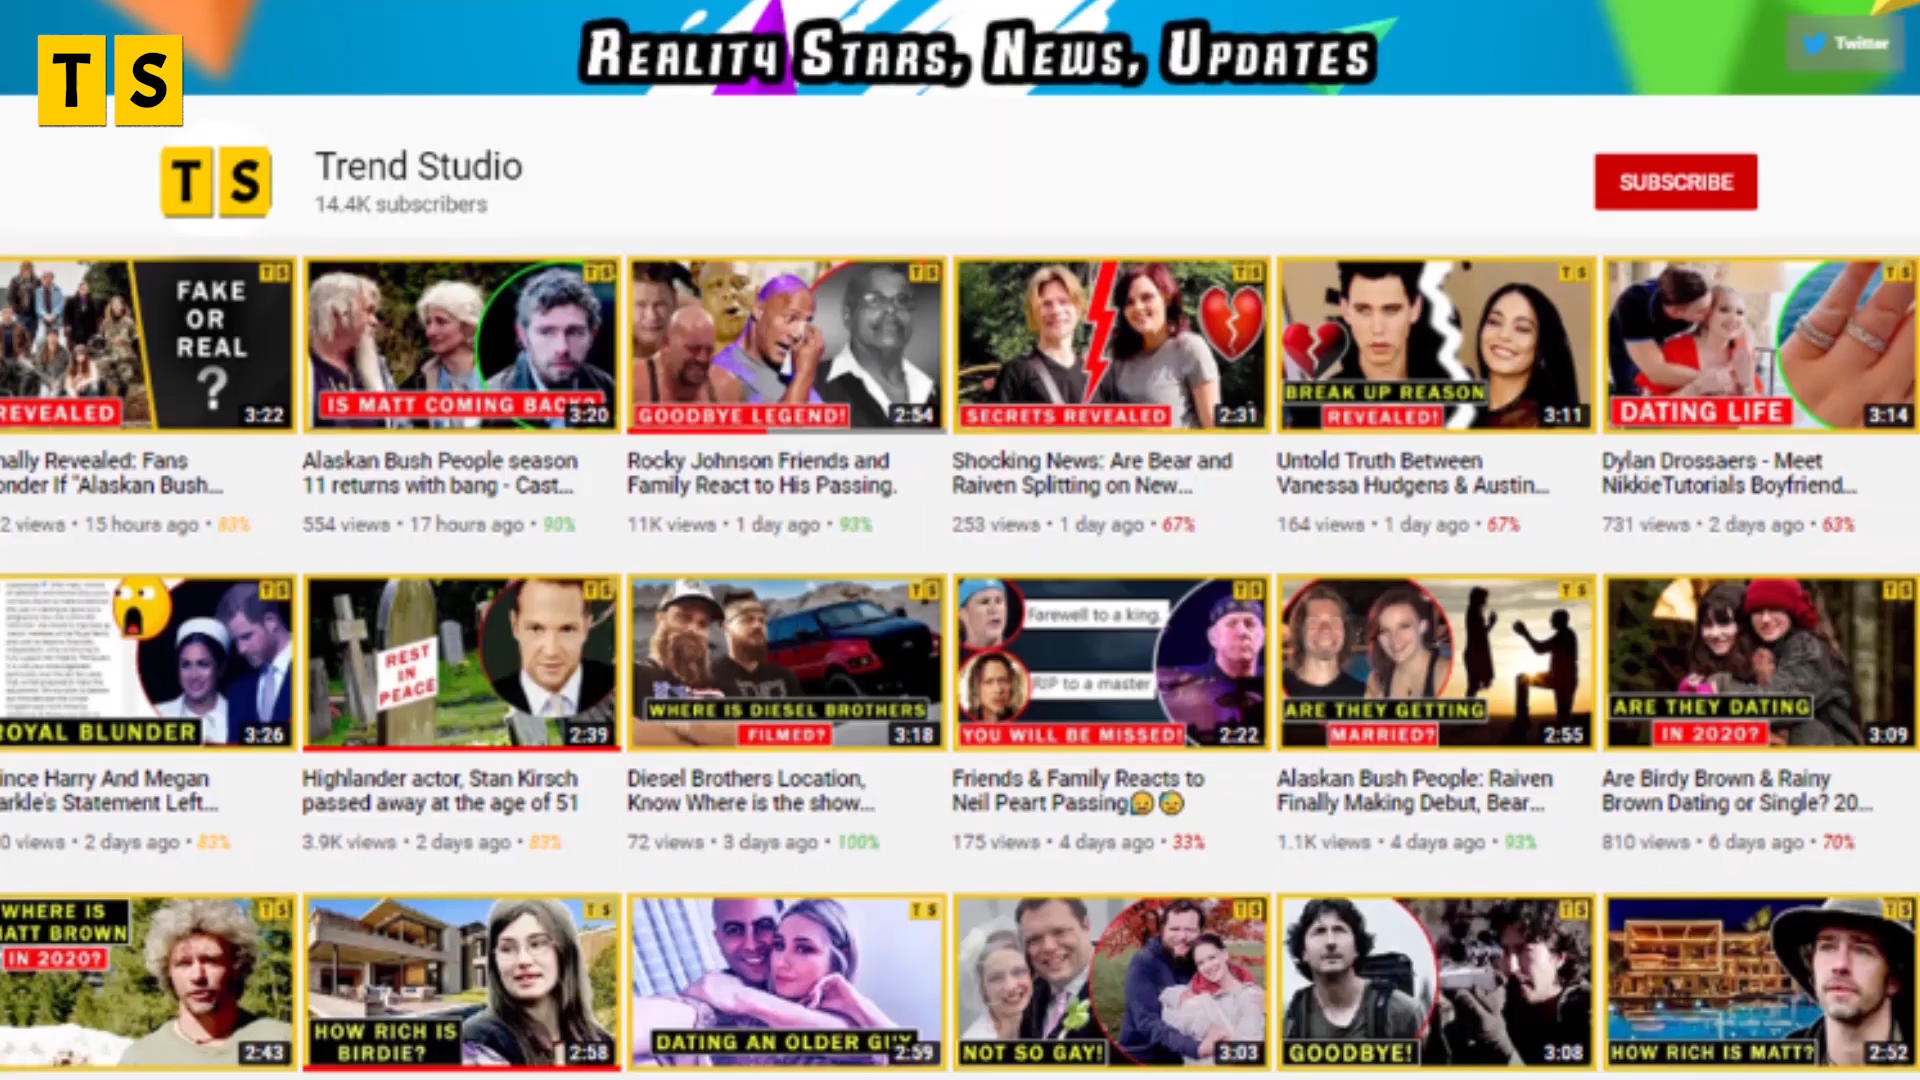 REALITY STARS, NEWS, UPDATES
Twitter
T S
T S
Trend Studio
14.4K subscribers
SUBSCRIBE
FAKE
OR
REAL
?
T S
REVEALED
3:22
T S
IS MATT COMING BACK?
3:20
T S
GOODBYE LEGEND!
2:54
T S
SECRETS REVEALED
2:31
T S
BREAK UP REASON
REVEALED!
3:11
T S
DATING LIFE
3:14
nally Revealed: Fans
onder If "Alaskan Bush...
2 views • 15 hours ago • 83%
Alaskan Bush People season
11 returns with bang - Cast...
554 views • 17 hours ago • 90%
Rocky Johnson Friends and
Family React to His Passing.
11K views • 1 day ago • 93%
Shocking News: Are Bear and
Raiven Splitting on New...
253 views • 1 day ago • 67%
Untold Truth Between
Vanessa Hudgens & Austin...
164 views • 1 day ago • 67%
Dylan Drossaers - Meet
NikkieTutorials Boyfriend...
731 views • 2 days ago • 63%
T S
ROYAL BLUNDER
3:26
T S
REST
IN
PEACE
2:39
T S
WHERE IS DIESEL BROTHERS
FILMED?
3:18
T S
Farewell to a king.
RIP to a master
YOU WILL BE MISSED!
2:22
T S
ARE THEY GETTING
MARRIED?
2:55
T S
ARE THEY DATING
IN 2020?
3:09
ince Harry And Megan
arkle's Statement Left...
0 views • 2 days ago • 83%
Highlander actor, Stan Kirsch
passed away at the age of 51
3.9K views • 2 days ago • 83%
Diesel Brothers Location,
Know Where is the show...
72 views • 3 days ago • 100%
Friends & Family Reacts to
Neil Peart Passing
175 views • 4 days ago • 33%
Alaskan Bush People: Raiven
Finally Making Debut, Bear...
1.1K views • 4 days ago • 93%
Are Birdy Brown & Rainy
Brown Dating or Single? 20...
810 views • 6 days ago • 70%
WHERE IS
MATT BROWN
IN 2020?
T S
2:43
T S
HOW RICH IS
BIRDIE?
2:58
T S
DATING AN OLDER GUY
2:59
T S
NOT SO GAY!
3:03
T S
GOODBYE!
3:08
T S
HOW RICH IS MATT?
2:52